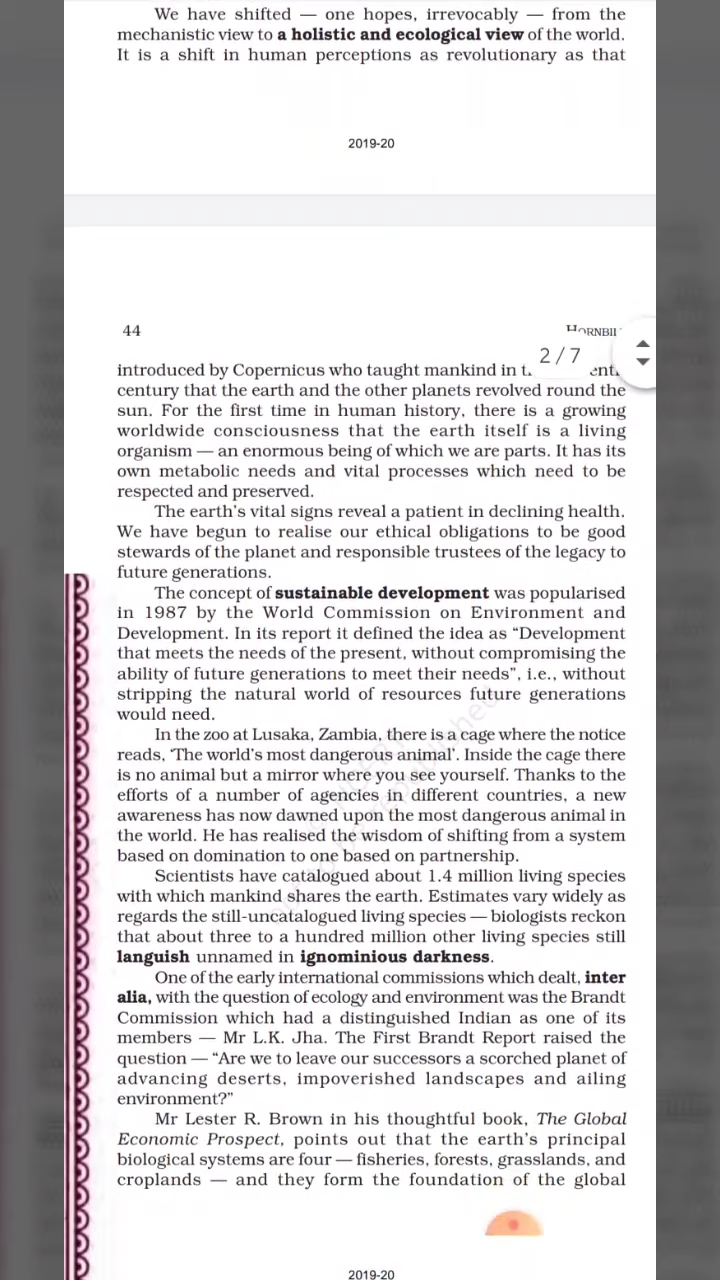 We have shifted — one hopes, irrevocably — from the
mechanistic view to a holistic and ecological view of the world.
It is a shift in human perceptions as revolutionary as that
2019-20
44
2/7
introduced by Copernicus who taught mankind in
century that the earth and the other planets revolved round the
sun. For the first time in human history, there is a growing
worldwide consciousness that the earth itself is a living
organism — an enormous being of which we are parts. It has its
own metabolic needs and vital processes which need to be
respected and preserved.
The earth's vital signs reveal a patient in declining health.
We have begun to realise our ethical obligations to be good
stewards of the planet and responsible trustees of the legacy to
future generations.
The concept of sustainable development was popularised
in 1987 by the World Commission on Environment and
Development. In its report it defined the idea as “Development
that meets the needs of the present, without compromising the
ability of future generations to meet their needs”, i.e., without
stripping the natural world of resources future generations
would need.
In the zoo at Lusaka, Zambia, there is a cage where the notice
reads, ‘The world's most dangerous animal’. Inside the cage there
is no animal but a mirror where you see yourself. Thanks to the
efforts of a number of agencies in different countries, a new
awareness has now dawned upon the most dangerous animal in
the world. He has realised the wisdom of shifting from a system
based on domination to one based on partnership.
Scientists have catalogued about 1.4 million living species
with which mankind shares the earth. Estimates vary widely as
regards the still-uncatalogued living species — biologists reckon
that about three to a hundred million other living species still
languish unnamed in ignominious darkness.
One of the early international commissions which dealt, inter
alia, with the question of ecology and environment was the Brandt
Commission which had a distinguished Indian as one of its
members — Mr L.K. Jha. The First Brandt Report raised the
question — “Are we to leave our successors a scorched planet of
advancing deserts, impoverished landscapes and ailing
environment?”
Mr Lester R. Brown in his thoughtful book, The Global
Economic Prospect, points out that the earth's principal
biological systems are four — fisheries, forests, grasslands, and
croplands — and they form the foundation of the global
2019-20